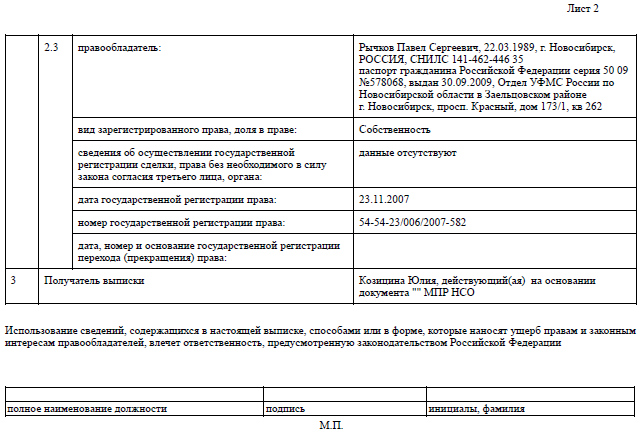 Лист 2
2.3 правообладатель: Рычков Павел Сергеевич, 22.03.1989, г. Новосибирск,
РОССИЯ, СНИЛС 141-462-446 35
паспорт гражданина Российской Федерации серия 50 09
№578068, выдан 30.09.2009, Отдел УФМС России по
Новосибирской области в Заельцовском районе
г. Новосибирск, просп. Красный, дом 173/1, кв 262
вид зарегистрированного права, доля в праве: Собственность
сведения об осуществлении государственной данные отсутствуют
регистрации сделки, права без необходимого в силу
закона согласия третьего лица, органа:
дата государственной регистрации права: 23.11.2007
номер государственной регистрации права: 54-54-23/006/2007-582
дата, номер и основание государственной регистрации
перехода (прекращения) права:
3 Получатель выписки Козицина Юлия, действующий(ая) на основании
документа "" МПР НСО
Использование сведений, содержащихся в настоящей выписке, способами или в форме, которые наносят ущерб правам и законным
интересам правообладателей, влечет ответственность, предусмотренную законодательством Российской Федерации
полное наименование должности подпись инициалы, фамилия
М.П.